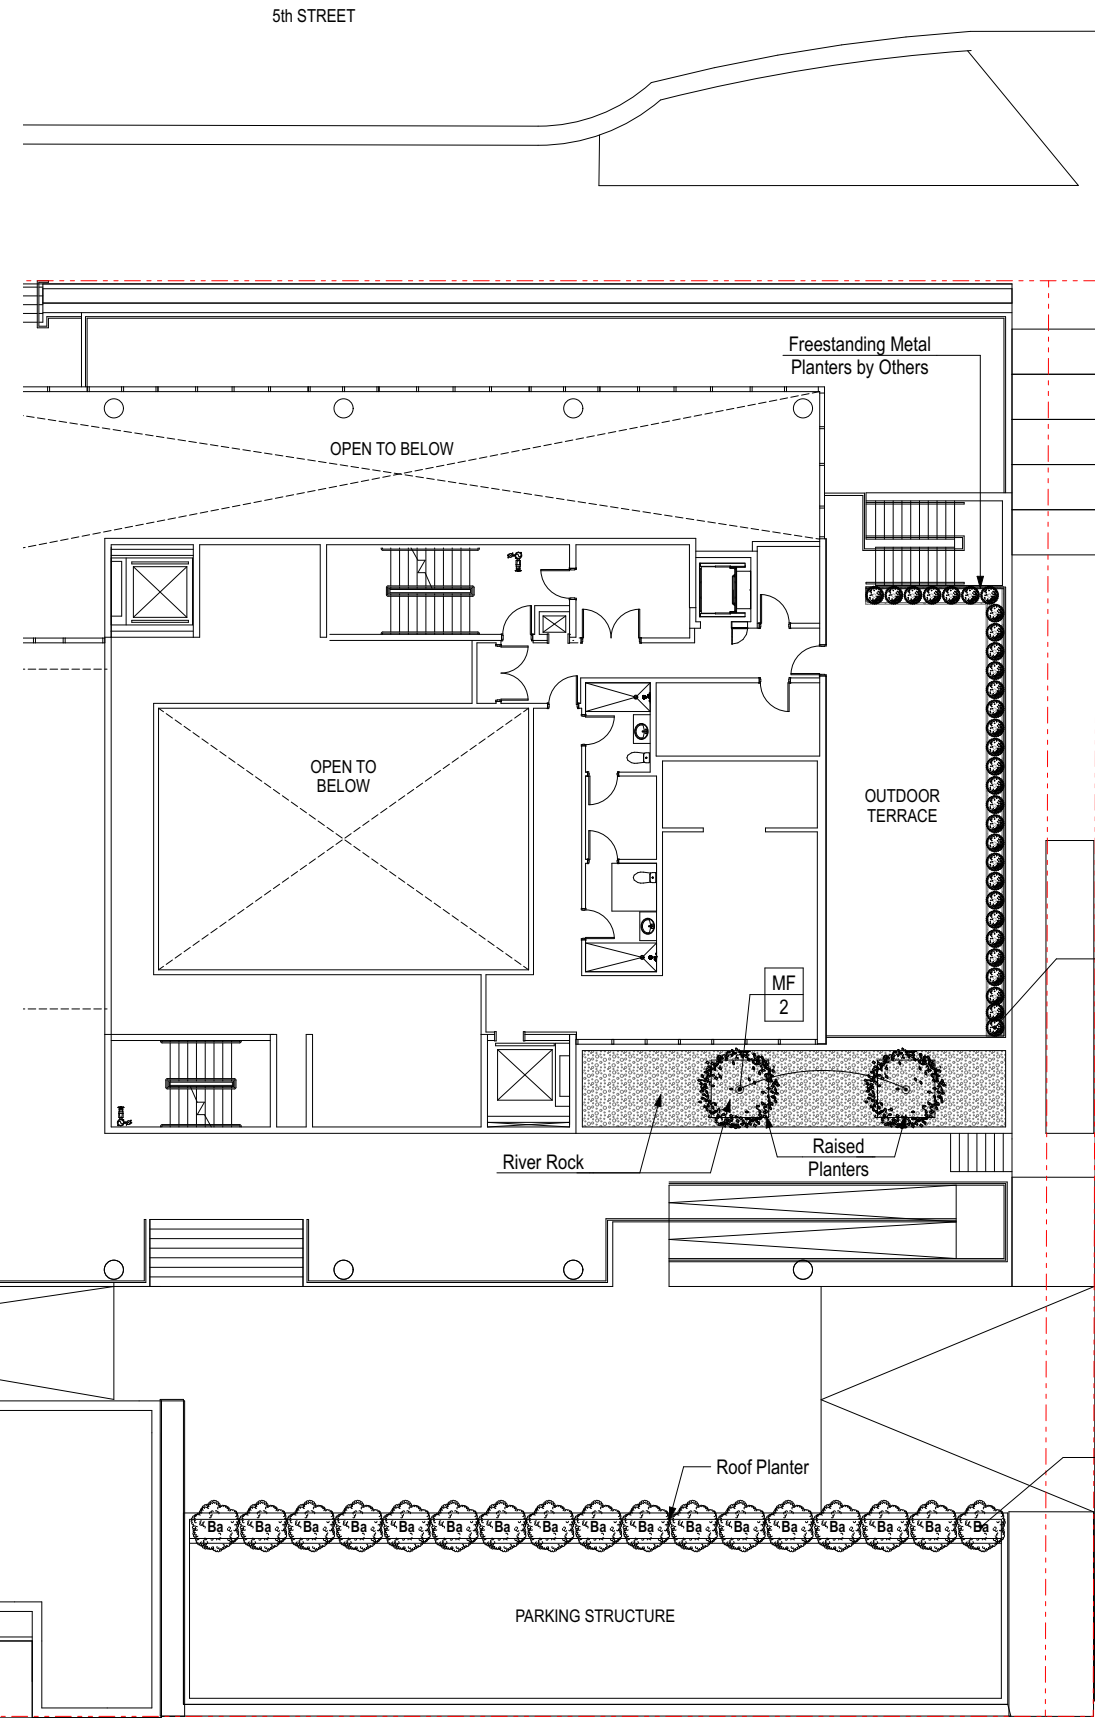 5th STREET
Freestanding Metal
Planters by Others
OPEN TO BELOW
OPEN TO
BELOW
OUTDOOR
TERRACE
MF
2
River Rock
Raised
Planters
Roof Planter
Ba Ba Ba Ba Ba Ba Ba Ba Ba Ba Ba Ba Ba Ba Ba Ba Ba
PARKING STRUCTURE